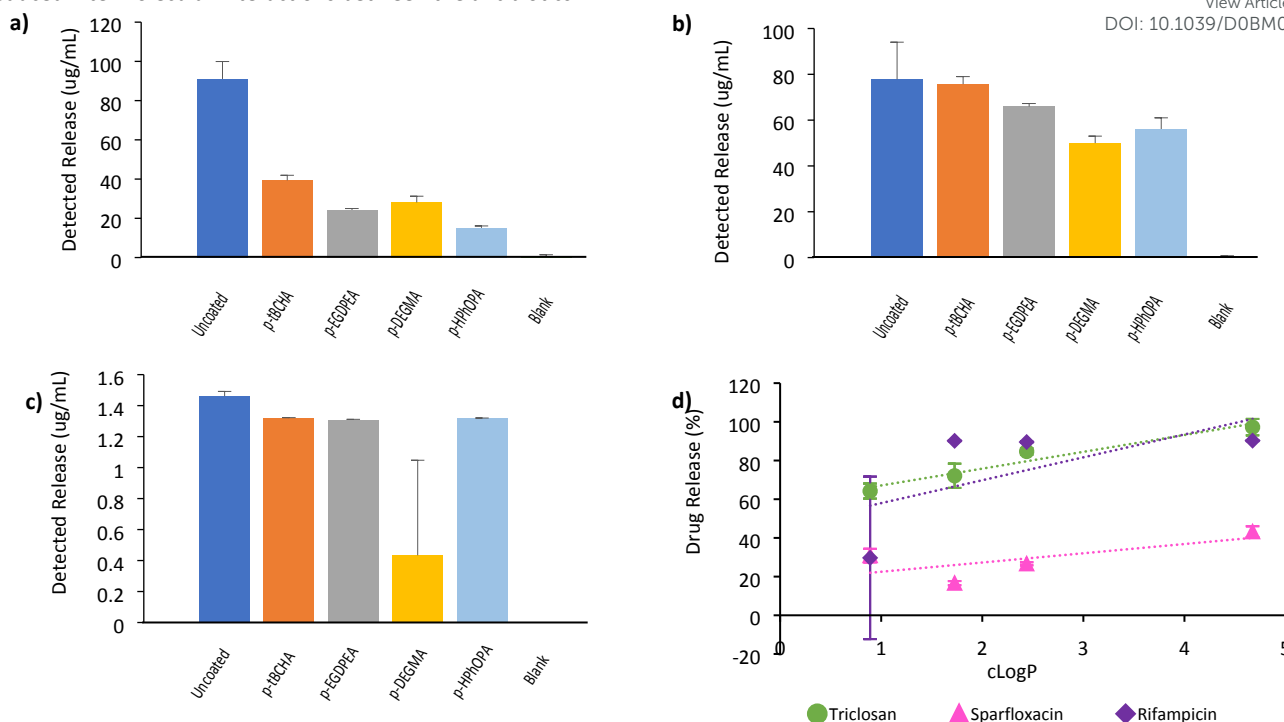 View Article
DOI: 10.1039/D0BM0
a)
Detected Release (ug/mL)
120
100
80
60
40
20
0
Uncoated
p-tBCHA
p-EGDPEA
p-DEGMA
p-HPhOPA
Blank
b)
Detected Release (ug/mL)
100
80
60
40
20
0
Uncoated
p-tBCHA
p-EGDPEA
p-DEGMA
p-HPhOPA
Blank
c)
Detected Release (ug/mL)
1.6
1.4
1.2
1
0.8
0.6
0.4
0.2
0
Uncoated
p-tBCHA
p-EGDPEA
p-DEGMA
p-HPhOPA
Blank
d)
Drug Release (%)
120
100
80
60
40
20
0
-20
0 1 2 3 4 5
cLogP
Triclosan Sparfloxacin Rifampicin